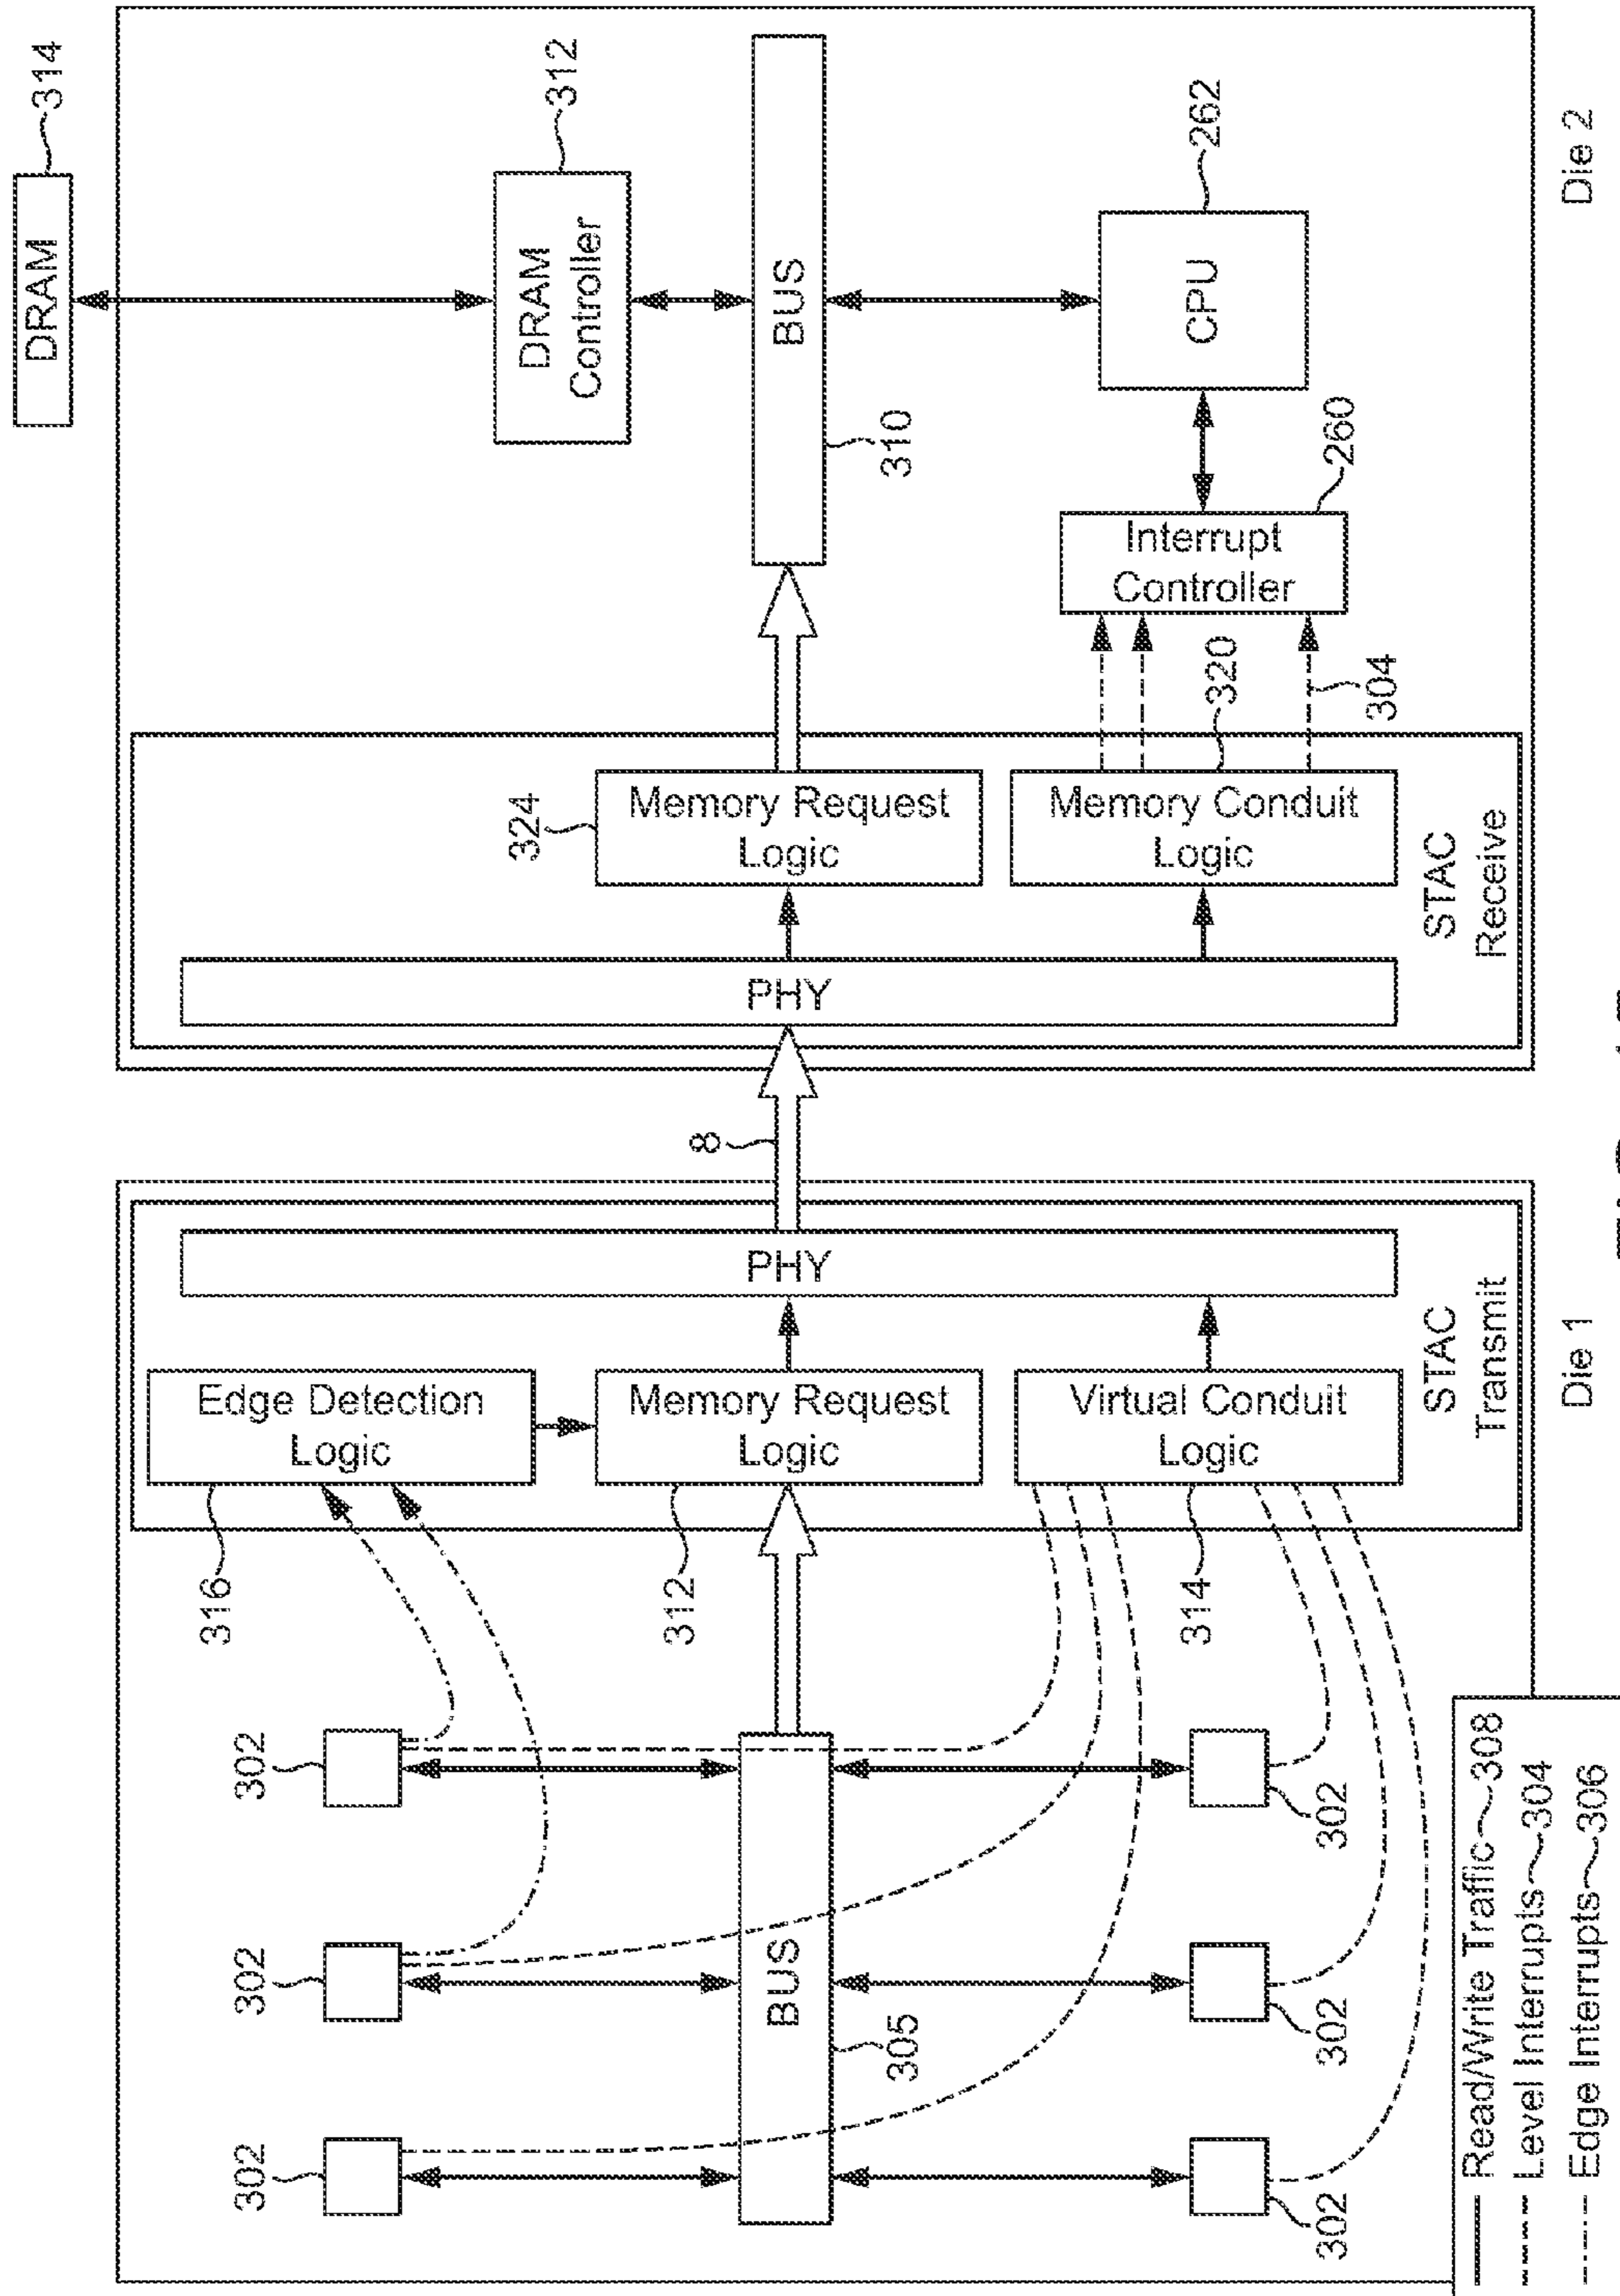 DRAM
314
DRAM
Controller
312
BUS
310
CPU
262
Interrupt
Controller
260
304
Memory Request
Logic
324
Memory Conduit
Logic
320
PHY
STAC
Receive
Die 2
8
PHY
Edge Detection
Logic
316
Memory Request
Logic
312
Virtual Conduit
Logic
314
STAC
Transmit
Die 1
302
302
302
BUS
305
302
302
302
Read/Write Traffic 308
Level Interrupts 304
Edge Interrupts 306